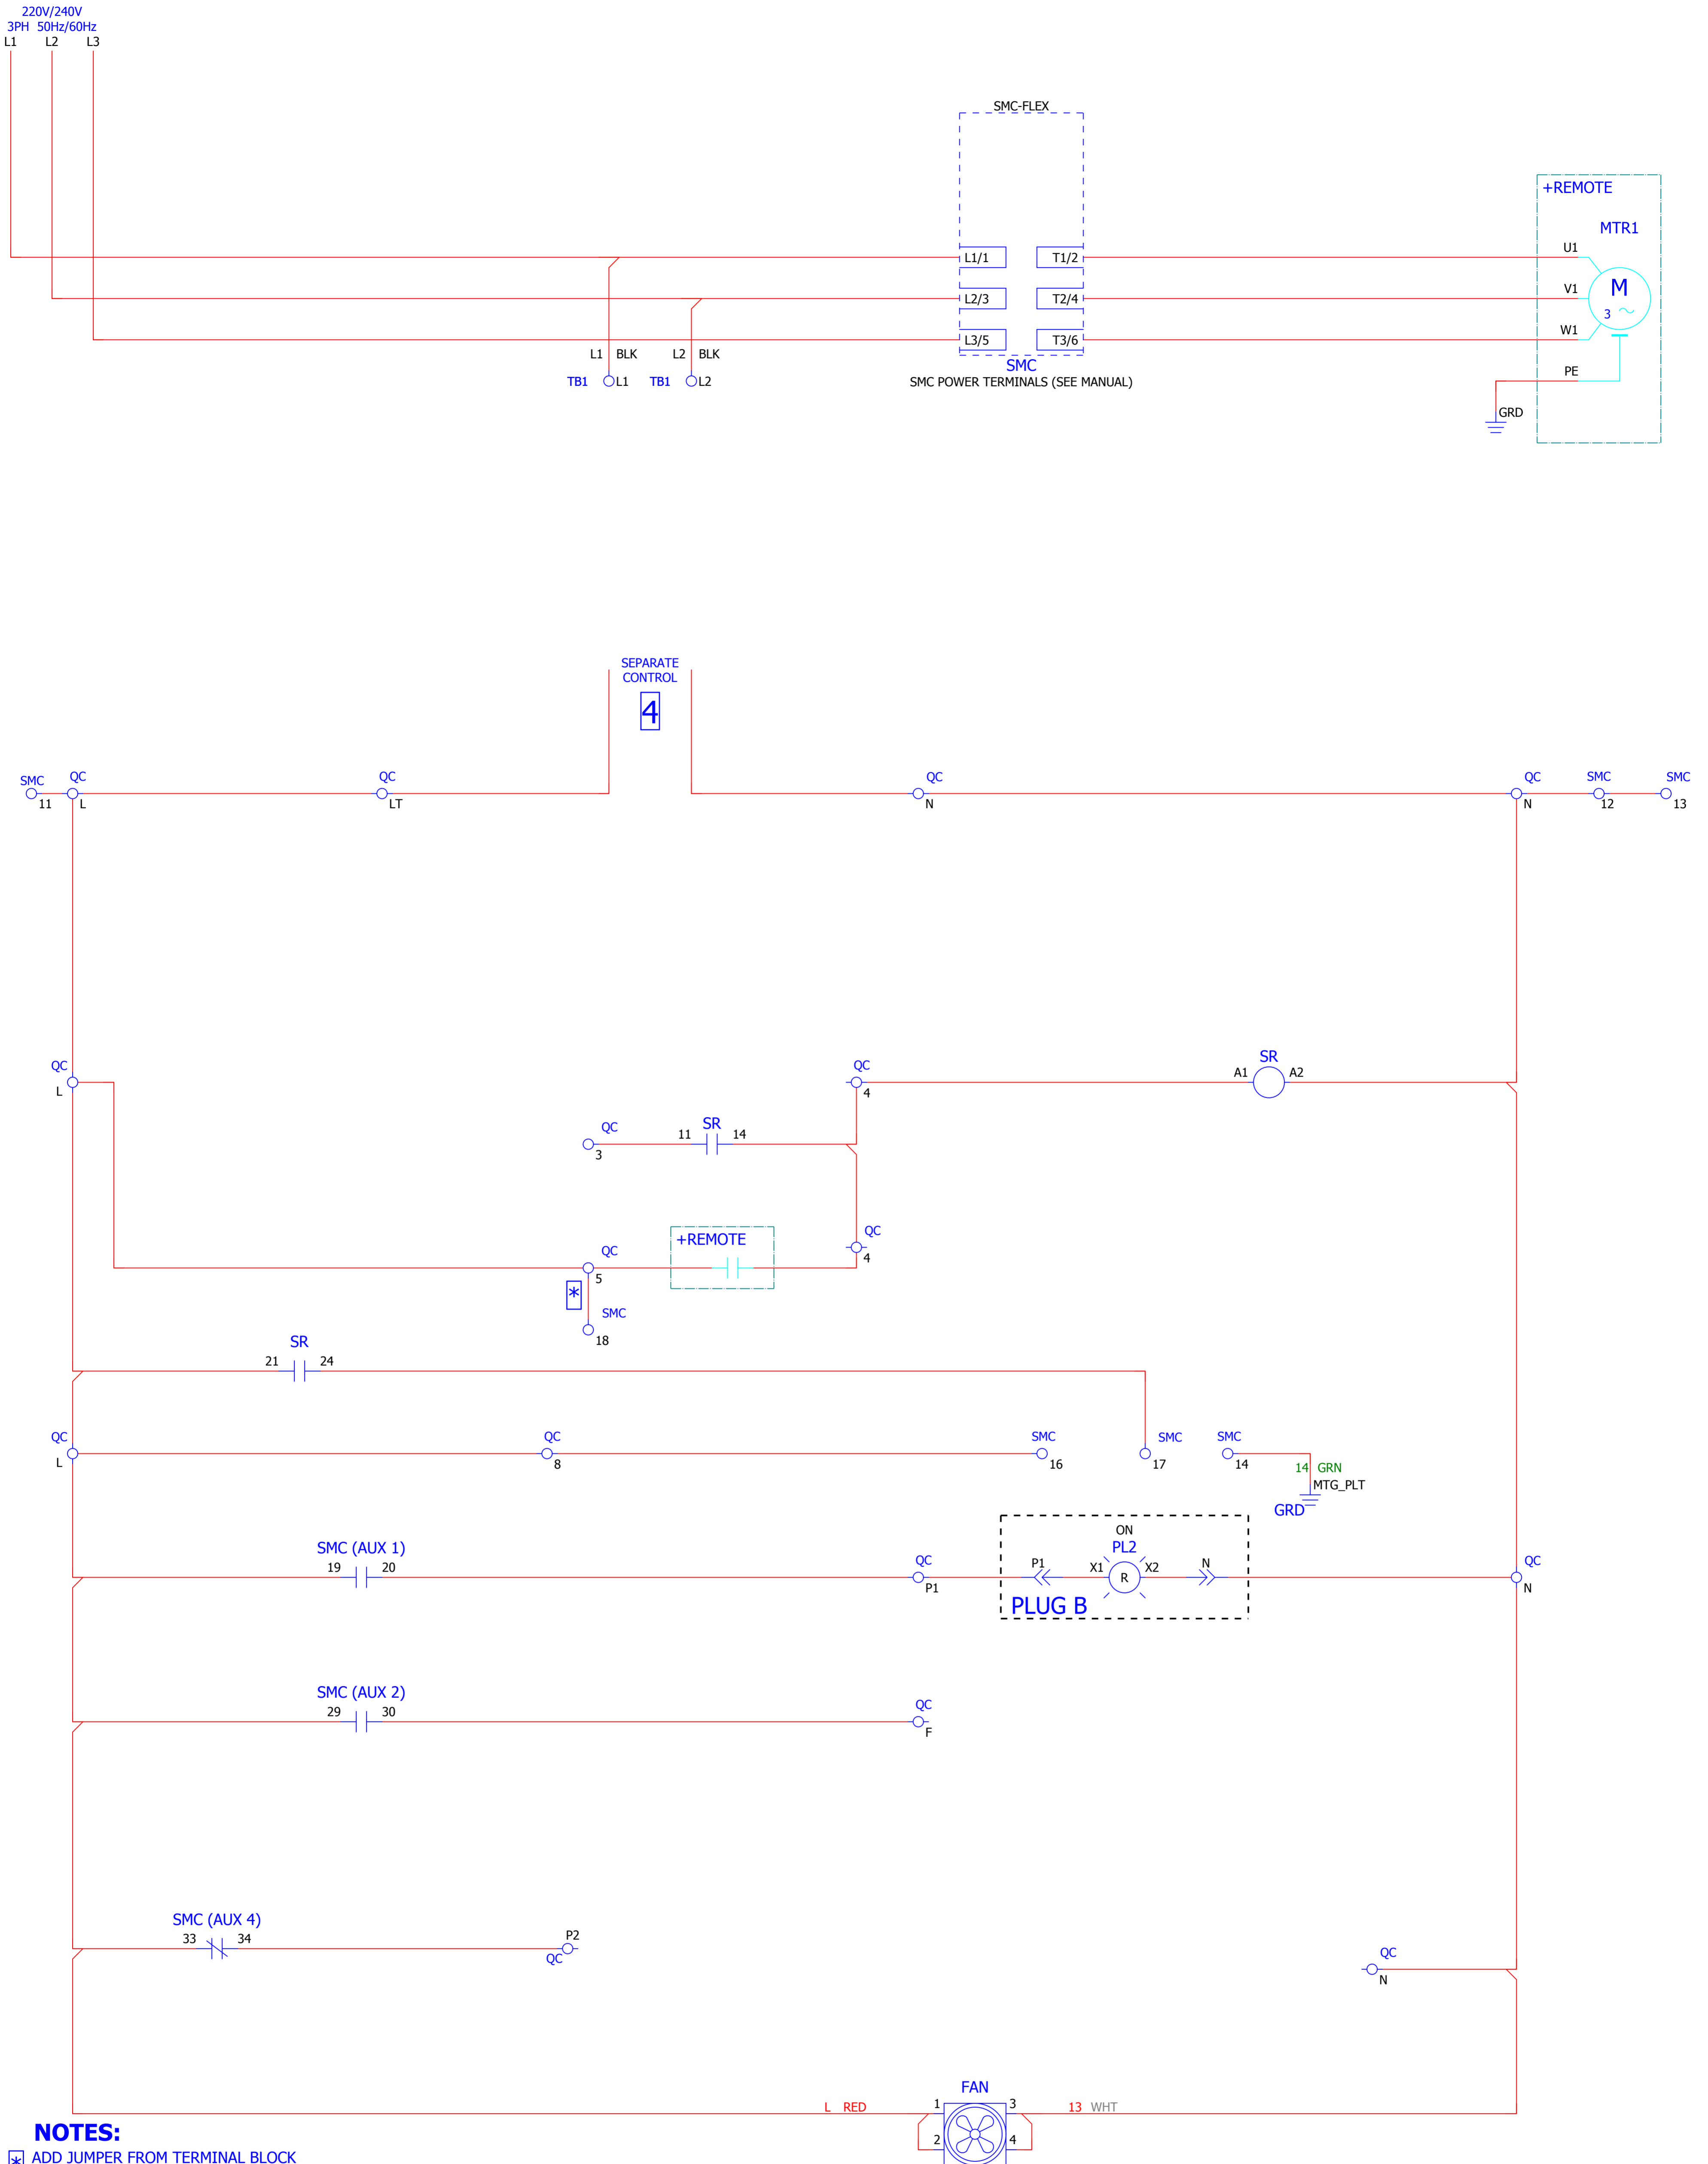 220V/240V
3PH 50Hz/60Hz
L1 L2 L3
SMC-FLEX
+REMOTE
MTR1
L1/1 T1/2 U1
L2/3 T2/4 V1 M
3
L3/5 T3/6 W1
L1 BLK L2 BLK
SMC
TB1 L1 TB1 L2 SMC POWER TERMINALS (SEE MANUAL)
PE
GRD
SEPARATE
CONTROL
4
SMC QC QC QC QC SMC SMC
11 L LT N N 12 13
QC QC SR
L 4 A1 A2
QC 11 SR 14
3
QC
4
+REMOTE
QC
5
*
SMC
18
SR
21 24
QC QC SMC SMC SMC
L 8 16 17 14
14 GRN
MTG_PLT
GRD
ON
PL2
SMC (AUX 1)
19 20 QC P1 X1 R X2 N QC
P1 N
PLUG B
SMC (AUX 2)
29 30 QC
F
SMC (AUX 4)
33 34 P2
QC
QC
N
FAN
L RED 1 3 13 WHT
2 4
NOTES:
* ADD JUMPER FROM TERMINAL BLOCK